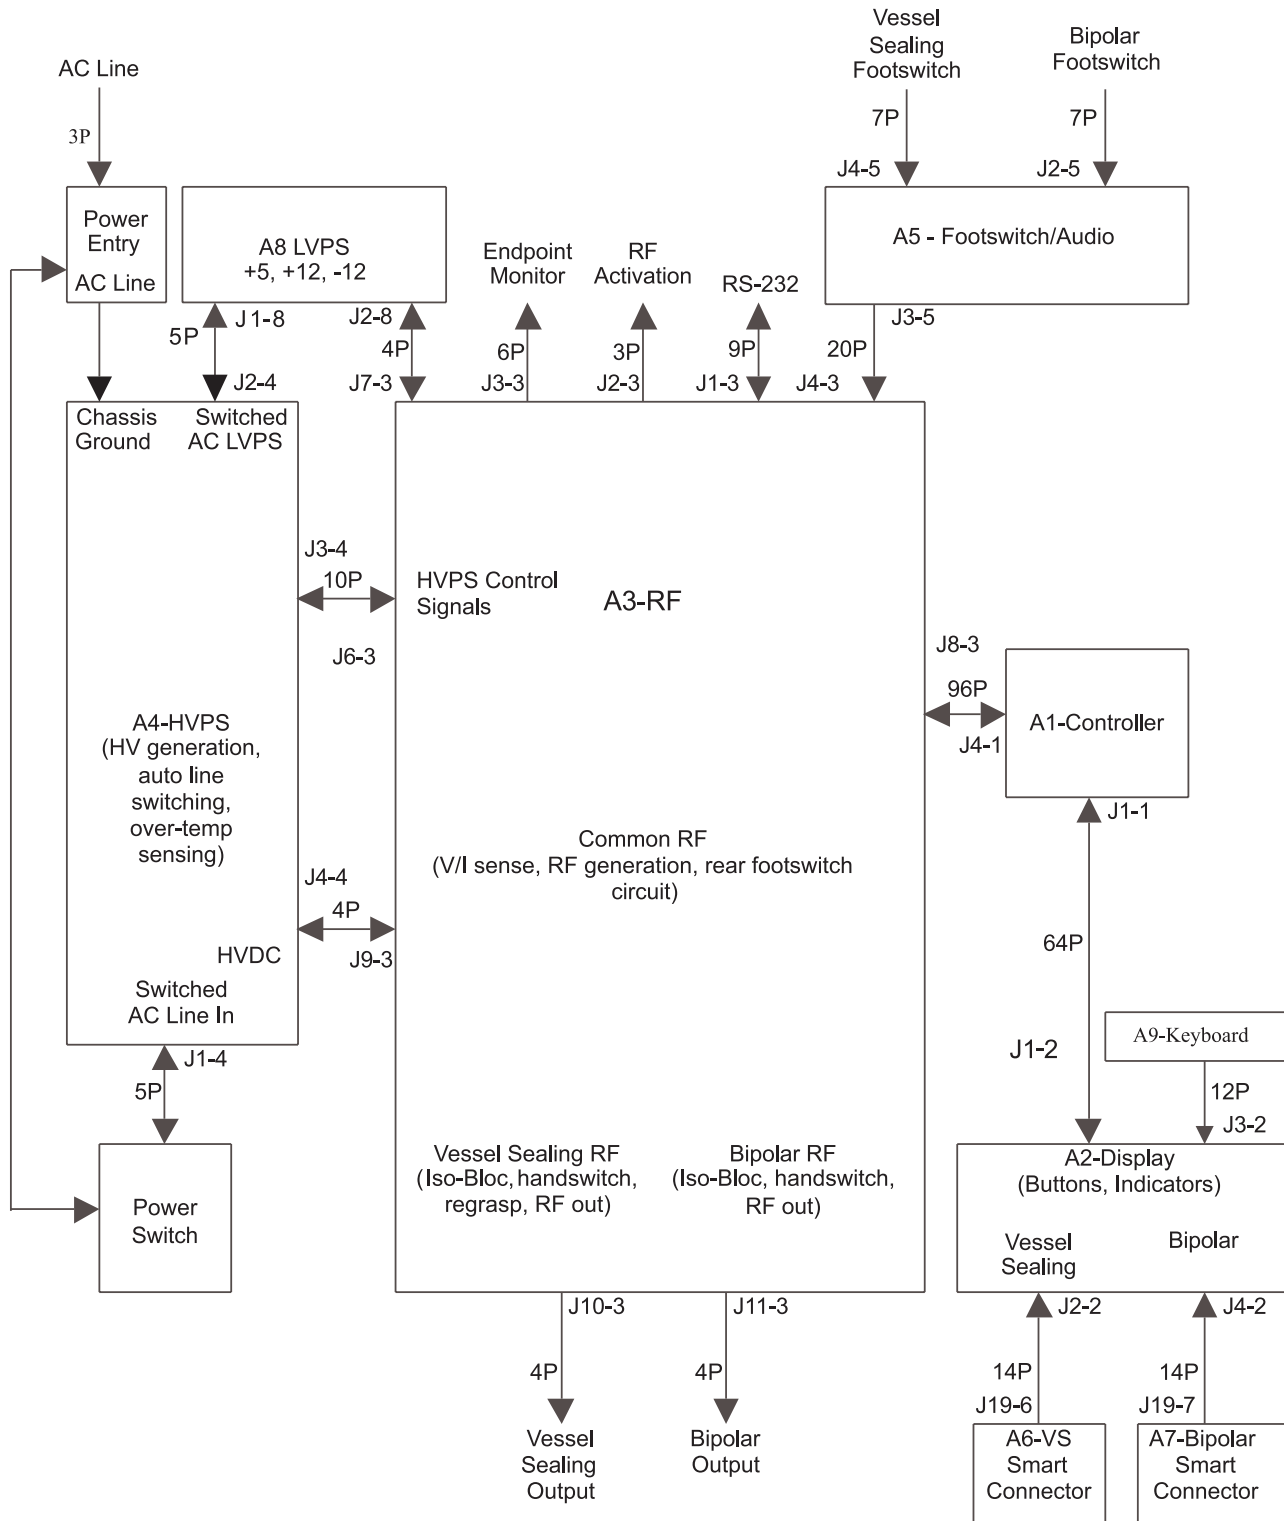 Vessel
Sealing
Footswitch
Bipolar
Footswitch
AC Line
3P
7P
7P
J4-5
J2-5
Power
Entry
AC Line
A8 LVPS
+5, +12, -12
A5 - Footswitch/Audio
Endpoint
Monitor
RF
Activation
RS-232
J1-8
J2-8
J3-5
5P
4P
6P
3P
9P
20P
J2-4
J7-3
J3-3
J2-3
J1-3
J4-3
Chassis
Ground
Switched
AC LVPS
J3-4
10P
HVPS Control
Signals
A3-RF
J6-3
J8-3
96P
J4-1
A1-Controller
A4-HVPS
(HV generation,
auto line
switching,
over-temp
sensing)
J1-1
Common RF
(V/I sense, RF generation, rear footswitch
circuit)
J4-4
4P
J9-3
HVDC
64P
Switched
AC Line In
J1-4
5P
J1-2
A9-Keyboard
12P
J3-2
Vessel Sealing RF
(Iso-Bloc, handswitch,
regrasp, RF out)
Bipolar RF
(Iso-Bloc, handswitch,
RF out)
A2-Display
(Buttons, Indicators)
Power
Switch
Vessel
Sealing
Bipolar
J10-3
J11-3
J2-2
J4-2
4P
4P
14P
14P
J19-6
J19-7
Vessel
Sealing
Output
Bipolar
Output
A6-VS
Smart
Connector
A7-Bipolar
Smart
Connector